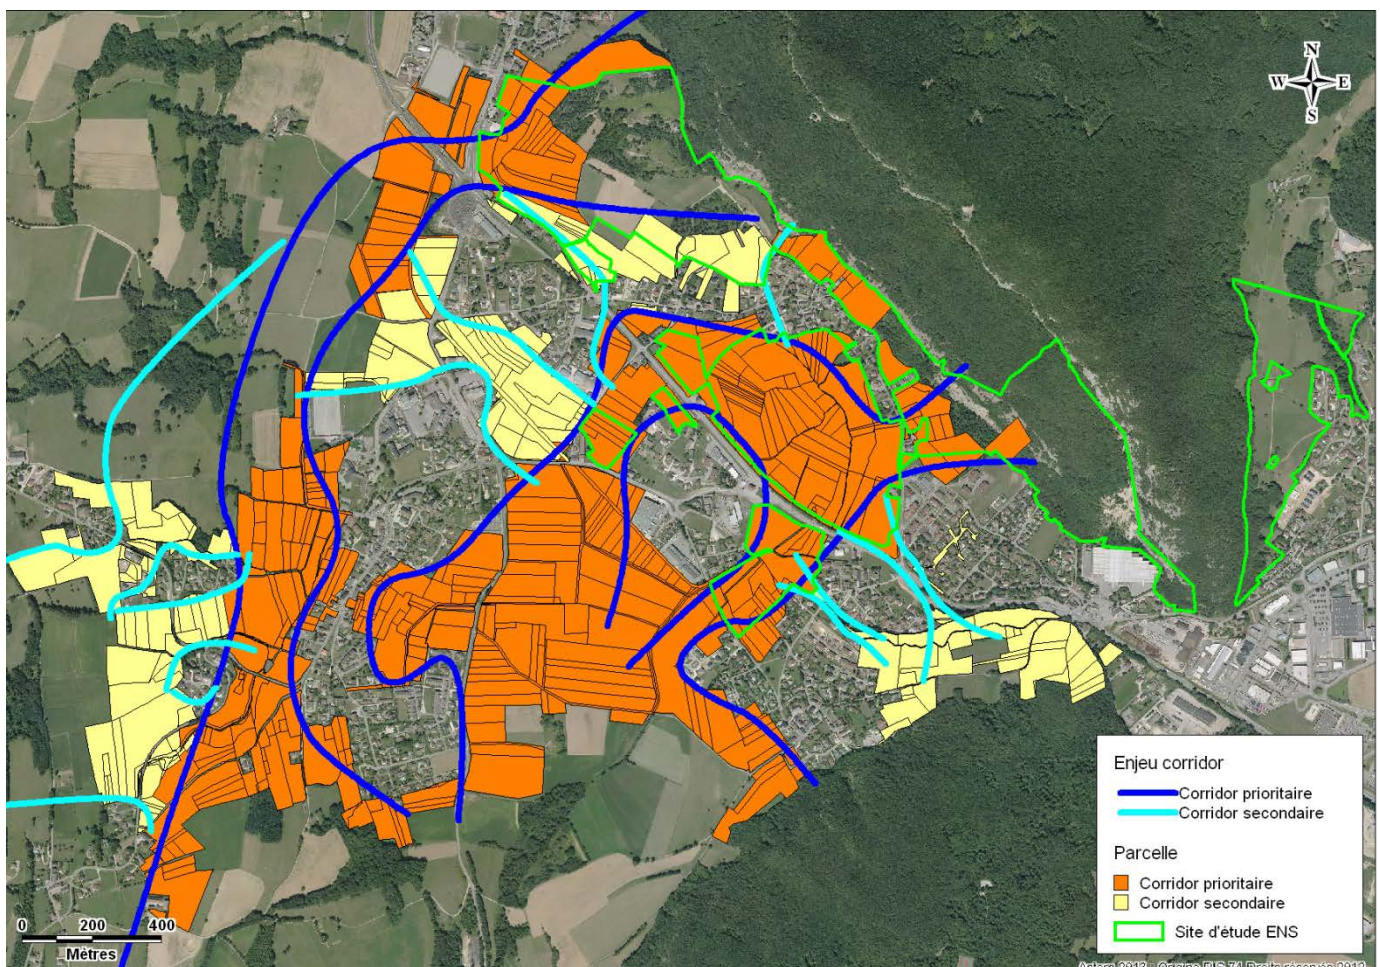 N
W E
S
Enjeu corridor
Corridor prioritaire
Corridor secondaire
Parcelle
Corridor prioritaire
Corridor secondaire
Site d'étude ENS
0 200 400
Mètres